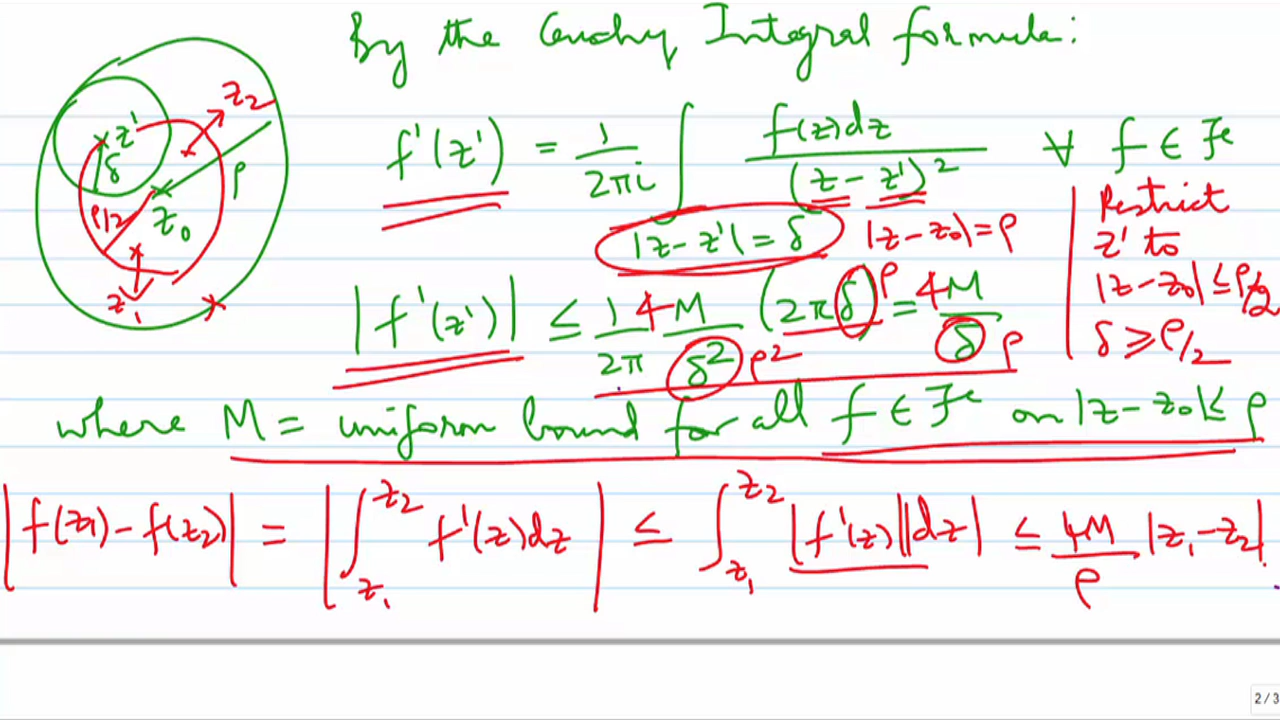 By the Cauchy Integral formula:
f'(z') = 1/2πi ∫ f(z)dz/(z - z')² ∀ f ∈ ℱ
|z - z'| = δ |z - z₀| = ρ
Restrict
z' to
|z - z₀| ≤ ρ/2
δ ≥ ρ/2
|f'(z')| ≤ 1/2π 4M/δ² ρ² (2πδ) ρ = 4M/δ ρ
where M = uniform bound for all f ∈ ℱ on |z - z₀| ≤ ρ
|f(z₁) - f(z₂)| = |∫_{z₁}^{z₂} f'(z)dz| ≤ ∫_{z₁}^{z₂} |f'(z)||dz| ≤ 4M/ρ |z₁ - z₂|.
z₂
z'
δ
ρ
ρ/2
z₀
z₁
2 / 3